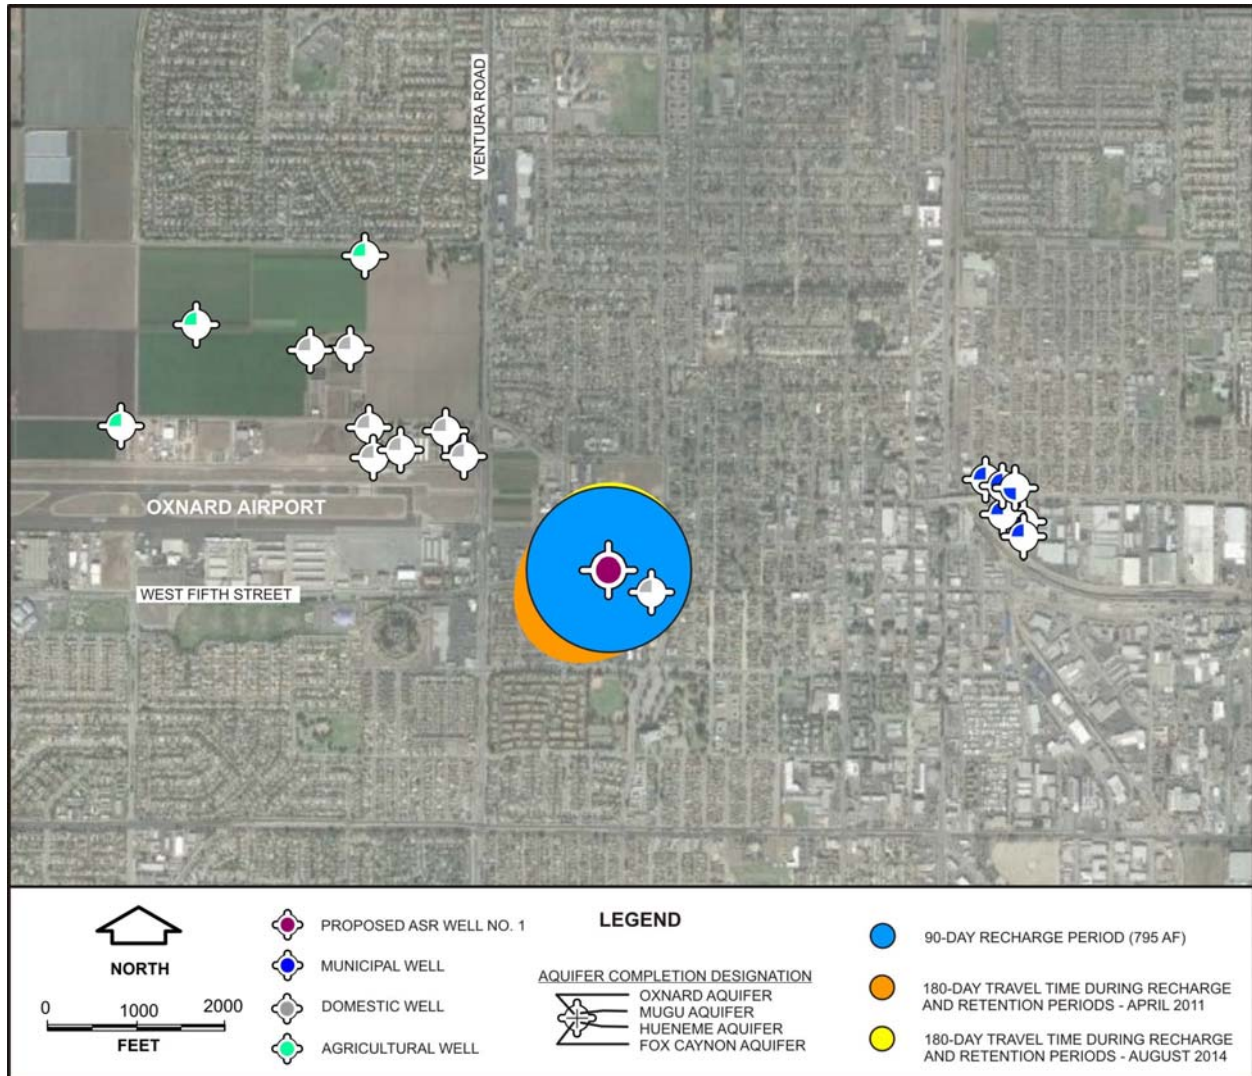 VENTURA ROAD
OXNARD AIRPORT
WEST FIFTH STREET
NORTH
0 1000 2000
FEET
PROPOSED ASR WELL NO. 1
MUNICIPAL WELL
DOMESTIC WELL
AGRICULTURAL WELL
LEGEND
AQUIFER COMPLETION DESIGNATION
OXNARD AQUIFER
MUGU AQUIFER
HUENEME AQUIFER
FOX CAYNON AQUIFER
90-DAY RECHARGE PERIOD (795 AF)
180-DAY TRAVEL TIME DURING RECHARGE
AND RETENTION PERIODS - APRIL 2011
180-DAY TRAVEL TIME DURING RECHARGE
AND RETENTION PERIODS - AUGUST 2014